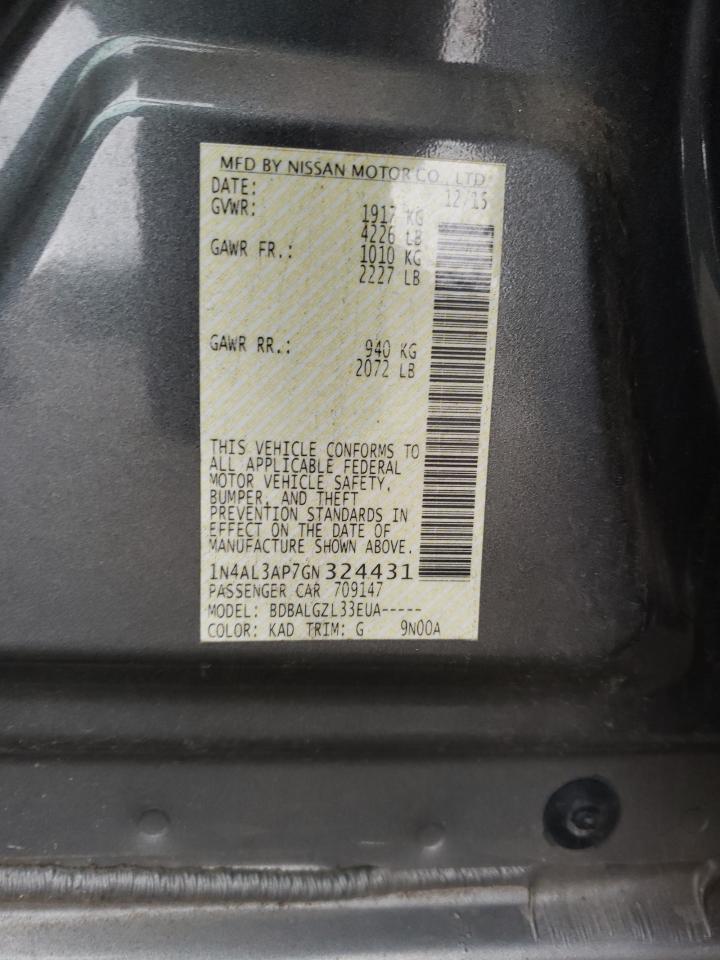 MFD BY NISSAN MOTOR CO., LTD
DATE: 12/15
GVWR: 1917 KG
4226 LB
GAWR FR.: 1010 KG
2227 LB
GAWR RR.: 940 KG
2072 LB
THIS VEHICLE CONFORMS TO
ALL APPLICABLE FEDERAL
MOTOR VEHICLE SAFETY,
BUMPER, AND THEFT
PREVENTION STANDARDS IN
EFFECT ON THE DATE OF
MANUFACTURE SHOWN ABOVE.
1N4AL3AP7GN324431
PASSENGER CAR 709147
MODEL: BDBALGZL33EUA-----
COLOR: KAD TRIM: G 9N00A